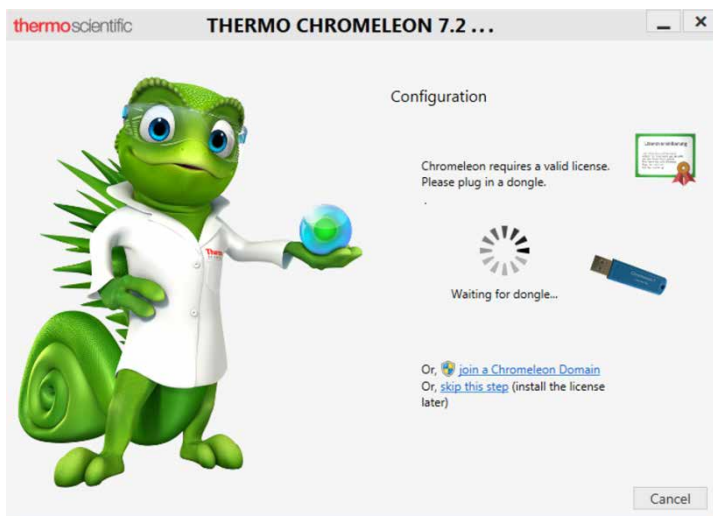 thermoscientific
THERMO CHROMELEON 7.2 ...
Configuration
Chromeleon requires a valid license.
Please plug in a dongle.
.
Waiting for dongle...
Or, join a Chromeleon Domain
Or, skip this step (install the license
later)
Cancel